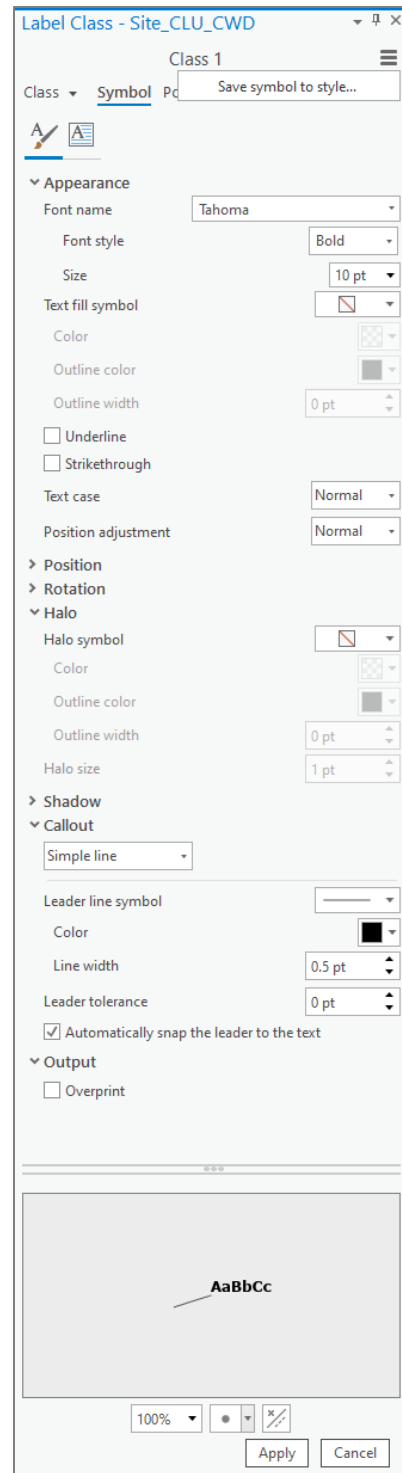 Label Class - Site_CLU_CWD
Class 1
Save symbol to style...
Class Symbol Po
A A
Appearance
Font name Tahoma
Font style Bold
Size 10 pt
Text fill symbol
Color
Outline color
Outline width 0 pt
Underline
Strikethrough
Text case Normal
Position adjustment Normal
Position
Rotation
Halo
Halo symbol
Color
Outline color
Outline width 0 pt
Halo size 1 pt
Shadow
Callout
Simple line
Leader line symbol
Color
Line width 0.5 pt
Leader tolerance 0 pt
Automatically snap the leader to the text
Output
Overprint
AaBbCc
100%
Apply Cancel